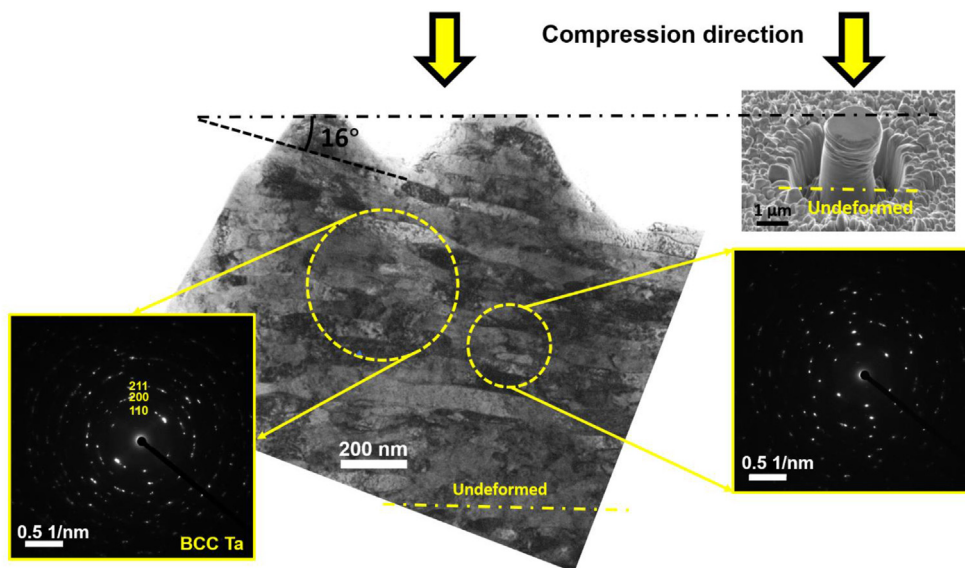 Compression direction
16°
Undeformed
1 µm
211
200
110
200 nm
Undeformed
0.5 1/nm
BCC Ta
0.5 1/nm